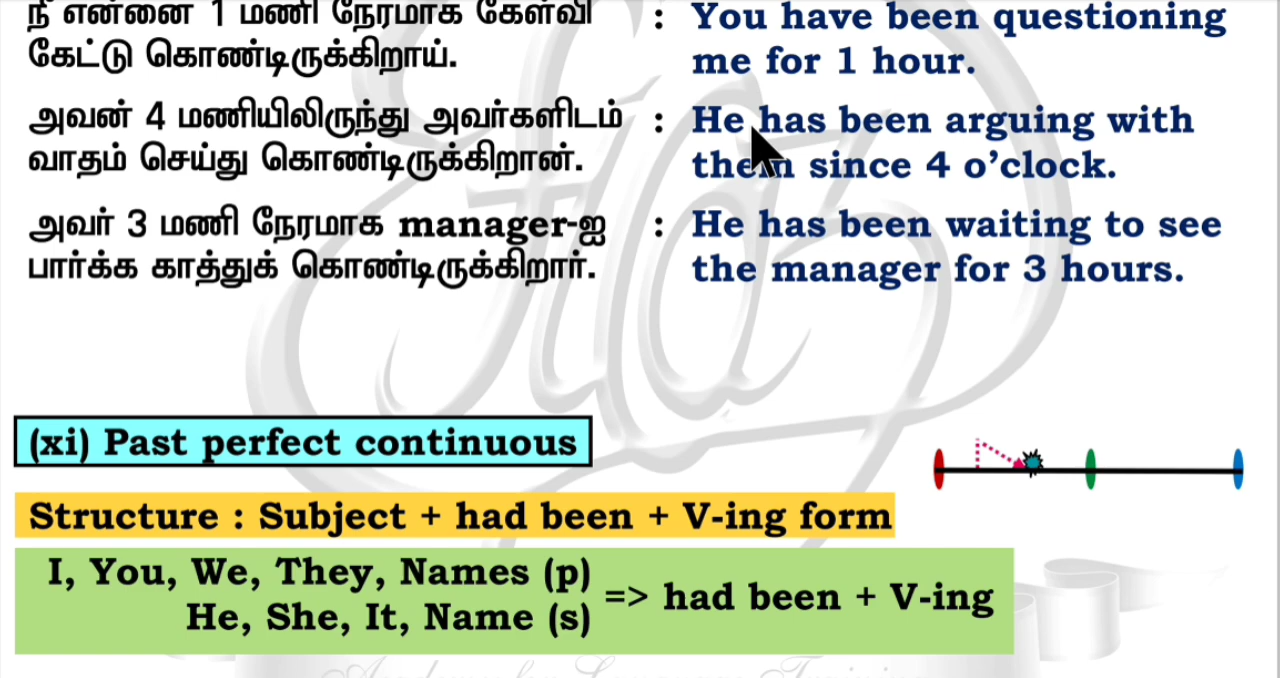 நீ என்னை 1 மணி நேரமாக கேள்வி : You have been questioning
கேட்டு கொண்டிருக்கிறாய். me for 1 hour.
அவன் 4 மணியிலிருந்து அவர்களிடம் : He has been arguing with
வாதம் செய்து கொண்டிருக்கிறான். them since 4 o’clock.
அவர் 3 மணி நேரமாக manager-ஐ : He has been waiting to see
பார்க்க காத்துக் கொண்டிருக்கிறார். the manager for 3 hours.
(xi) Past perfect continuous
Structure : Subject + had been + V-ing form
I, You, We, They, Names (p)
He, She, It, Name (s) => had been + V-ing